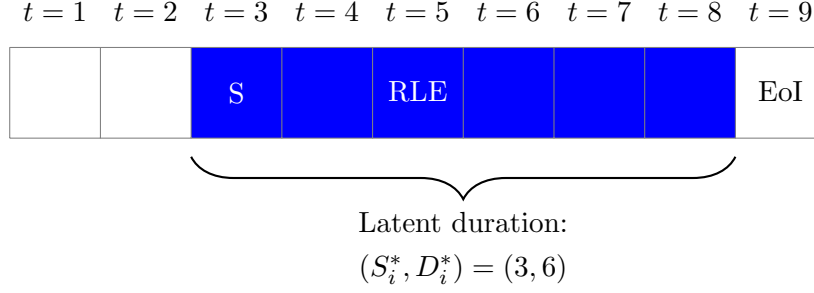 t = 1 t = 2 t = 3 t = 4 t = 5 t = 6 t = 7 t = 8 t = 9
S RLE EoI
Latent duration:
(S_i^*, D_i^*) = (3, 6)